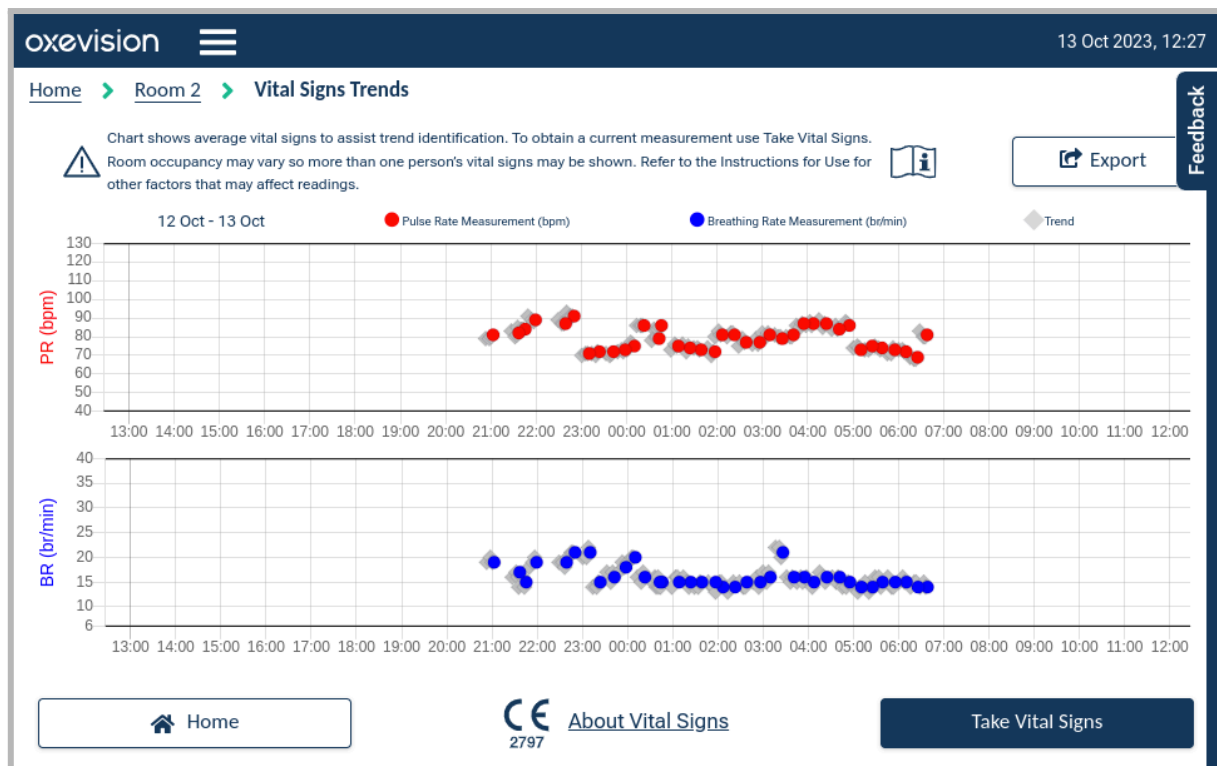 oxevision
13 Oct 2023, 12:27
Home
Room 2
Vital Signs Trends
Feedback
Chart shows average vital signs to assist trend identification. To obtain a current measurement use Take Vital Signs.
Room occupancy may vary so more than one person's vital signs may be shown. Refer to the Instructions for Use for
other factors that may affect readings.
Export
12 Oct - 13 Oct
Pulse Rate Measurement (bpm)
Breathing Rate Measurement (br/min)
Trend
PR (bpm)
130
120
110
100
90
80
70
60
50
40
13:00 14:00 15:00 16:00 17:00 18:00 19:00 20:00 21:00 22:00 23:00 00:00 01:00 02:00 03:00 04:00 05:00 06:00 07:00 08:00 09:00 10:00 11:00 12:00
BR (br/min)
40
35
30
25
20
15
10
6
13:00 14:00 15:00 16:00 17:00 18:00 19:00 20:00 21:00 22:00 23:00 00:00 01:00 02:00 03:00 04:00 05:00 06:00 07:00 08:00 09:00 10:00 11:00 12:00
Home
CE
2797
About Vital Signs
Take Vital Signs